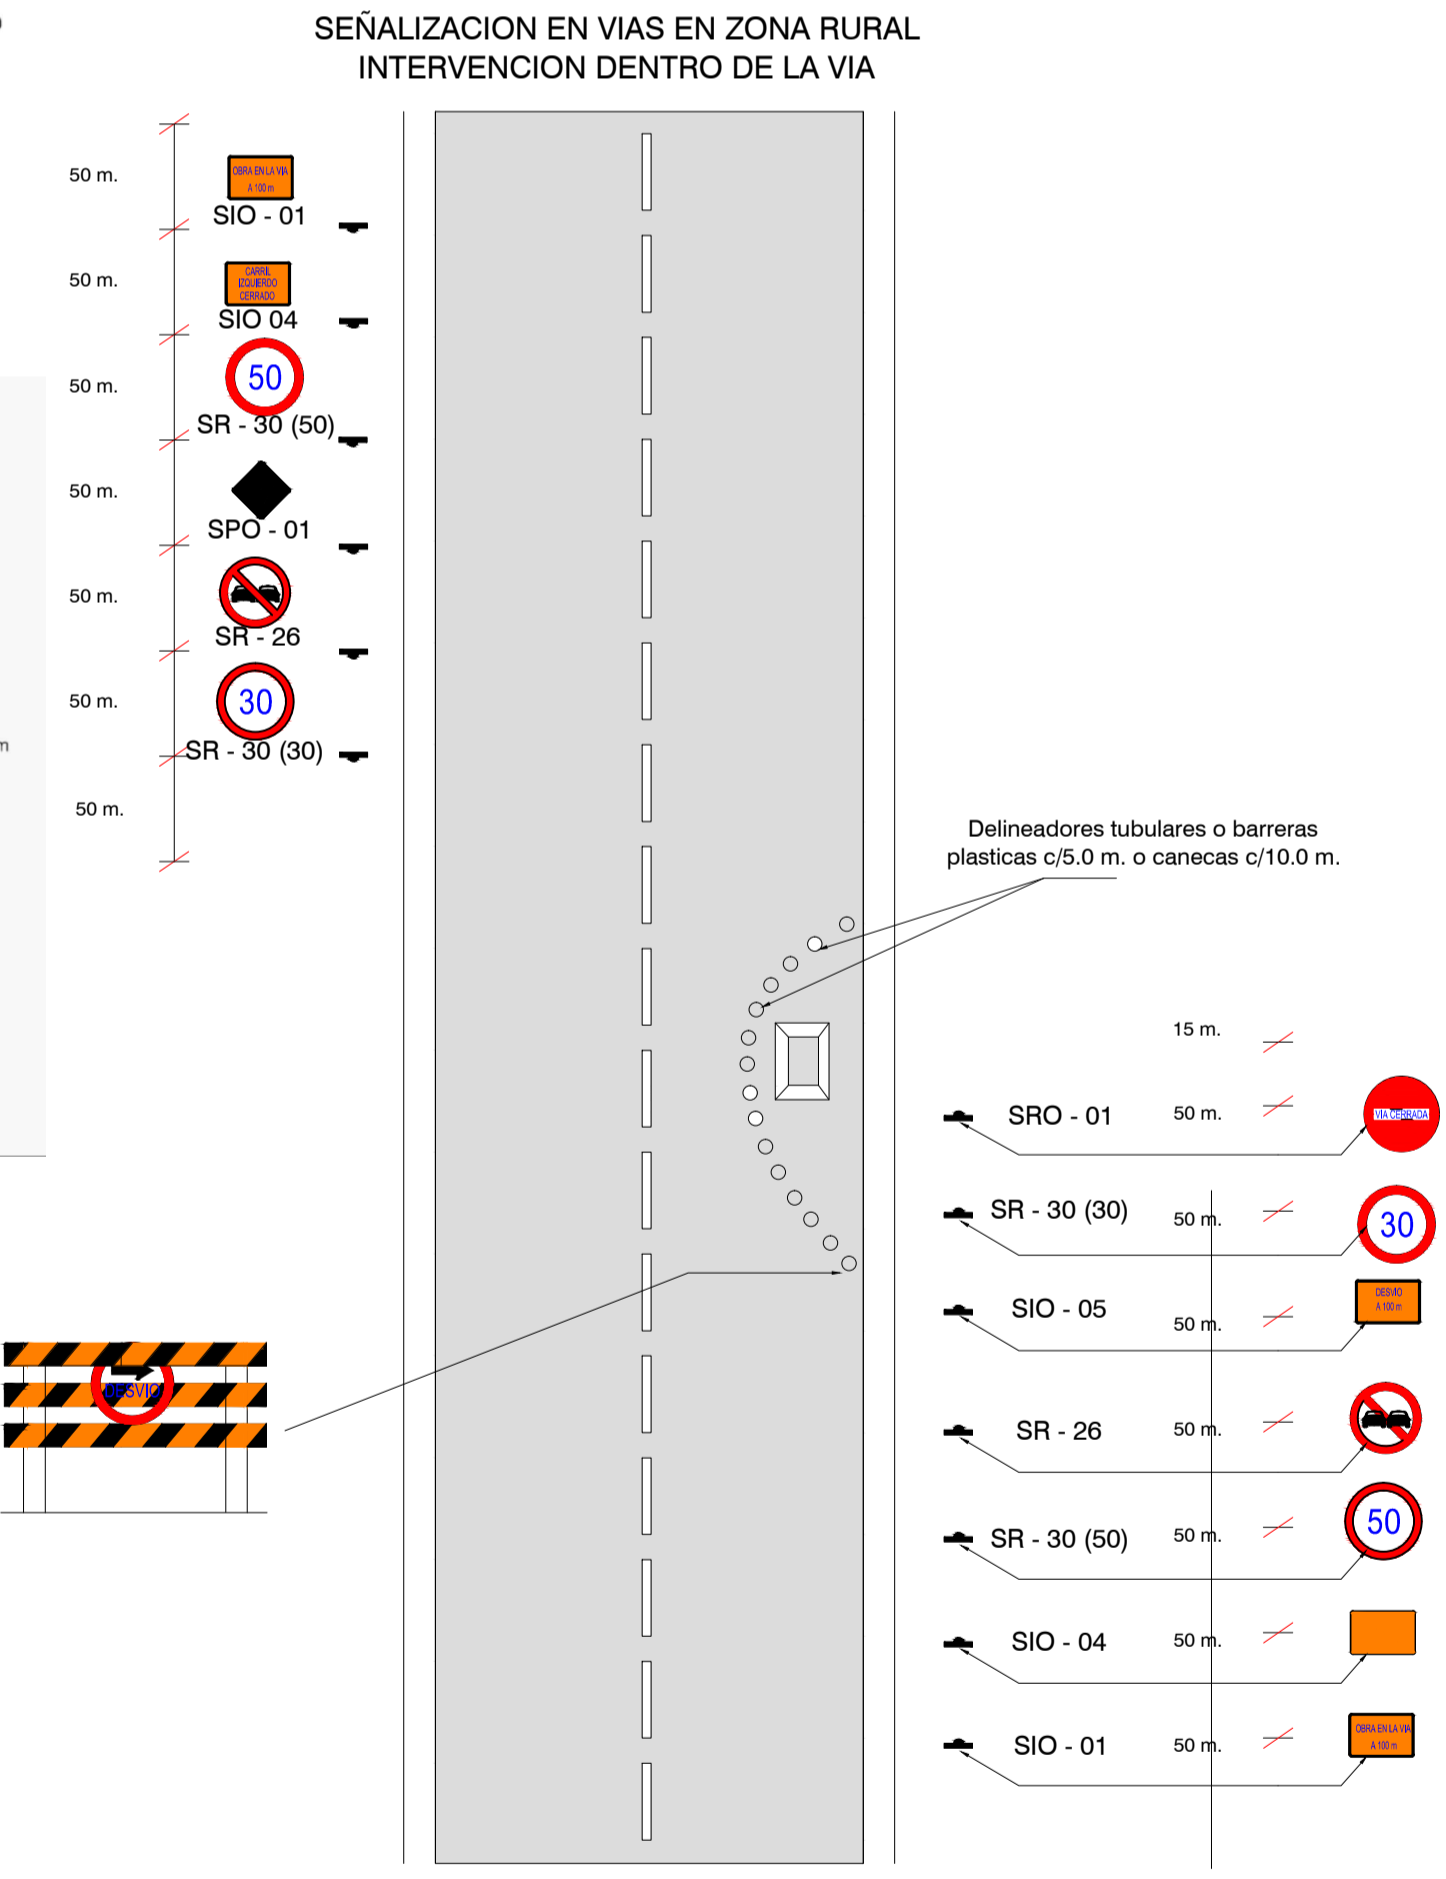 SEÑALIZACION EN VIAS EN ZONA RURAL
INTERVENCION DENTRO DE LA VIA
50 m.
OBRA EN LA VIA
A 100 m
SIO - 01
50 m.
CARRIL
IZQUIERDO
CERRADO
SIO 04
50 m.
50
SR - 30 (50)
50 m.
SPO - 01
50 m.
SR - 26
50 m.
30
SR - 30 (30)
50 m.
Delineadores tubulares o barreras
plasticas c/5.0 m. o canecas c/10.0 m.
15 m.
SRO - 01
50 m.
VIA CERRADA
SR - 30 (30)
50 m.
30
SIO - 05
50 m.
DESVIO
A 100 m
SR - 26
50 m.
SR - 30 (50)
50 m.
50
SIO - 04
50 m.
SIO - 01
50 m.
OBRA EN LA VIA
A 100 m
DESVIO